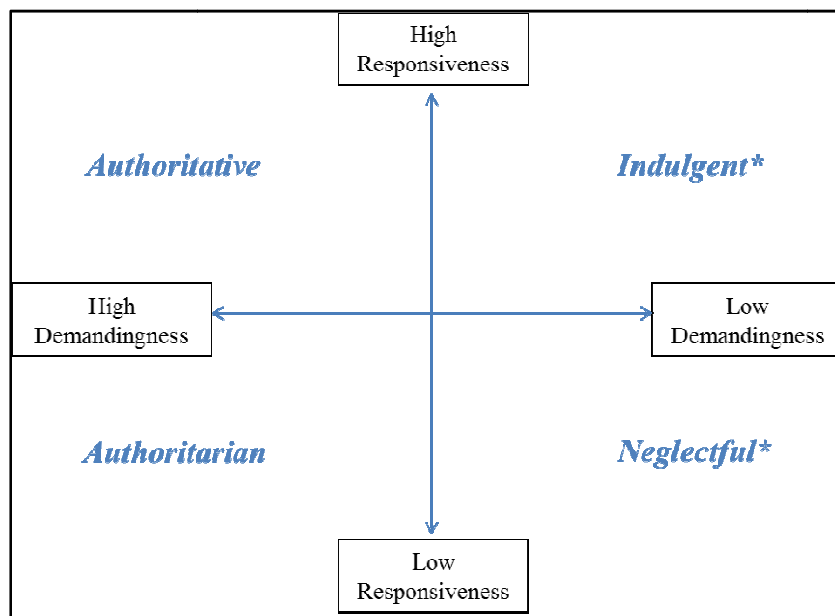 High
Responsiveness
Authoritative
Indulgent*
High
Demandingness
Low
Demandingness
Authoritarian
Neglectful*
Low
Responsiveness